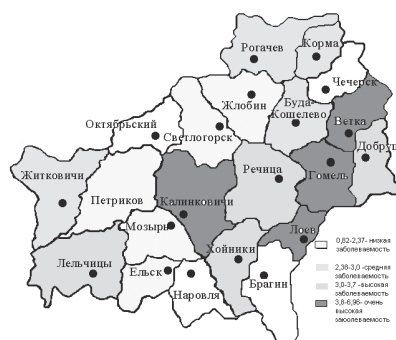 Рогачев
Корма
Чечерск
Жлобин
Буда-
Кошелево
Ветка
Октябрьский
Светлогорск
Добруш
Житковичи
Речица
Гомель
Петриков
Калинковичи
Мозырь
Лоев
Хойники
Лельчицы
Ельск
Брагин
Наровля
0,82-2,37- низкая
заболеваемость
2,38-3,0 -средняя
заболеваемость
3,0-3,7 -высокая
заболеваемость
3,8-6,96- очень
высокая
заболеваемость